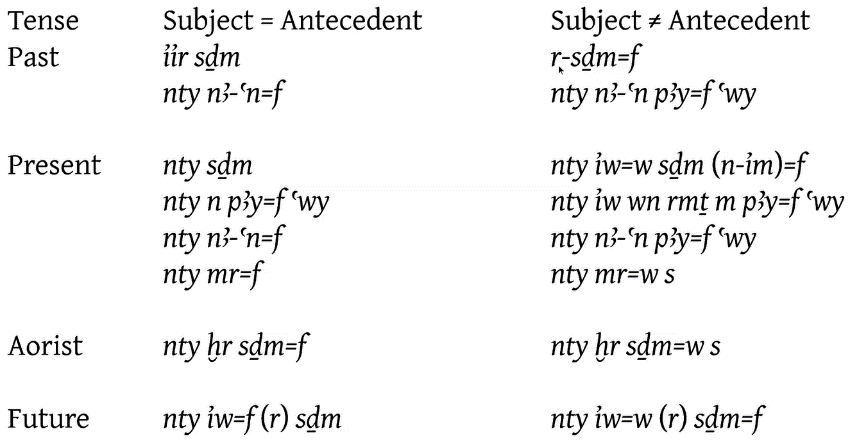 Tense Subject = Antecedent Subject ≠ Antecedent
Past ỉỉr sḏm r-sḏm=f
nty nꜣ-ꜥn=f nty nꜣ-ꜥn pꜣy=f ꜥwy
Present nty sḏm nty ỉw=w sḏm (n-ỉm)=f
nty n pꜣy=f ꜥwy nty ỉw wn rmṯ m pꜣy=f ꜥwy
nty nꜣ-ꜥn=f nty nꜣ-ꜥn pꜣy=f ꜥwy
nty mr=f nty mr=w s
Aorist nty ḫr sḏm=f nty ḫr sḏm=w s
Future nty ỉw=f (r) sḏm nty ỉw=w (r) sḏm=f